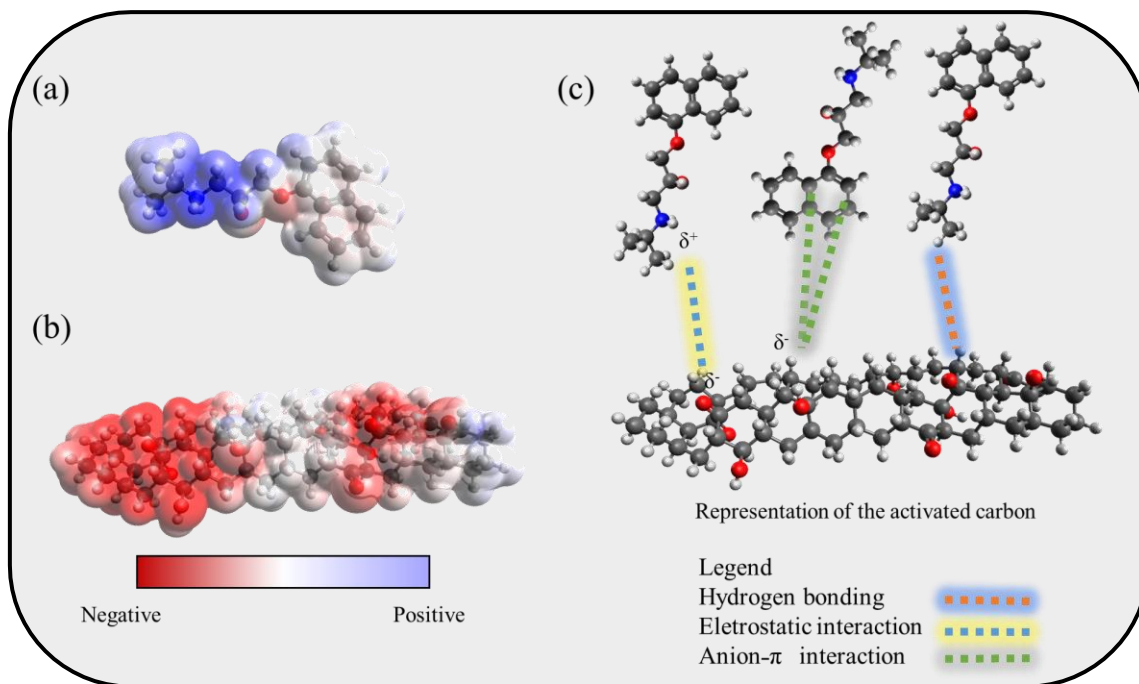 (a)
(b)
Negative
Positive
(c)
δ⁺
δ⁻
δ⁻
Representation of the activated carbon
Legend
Hydrogen bonding
Eletrostatic interaction
Anion-π interaction